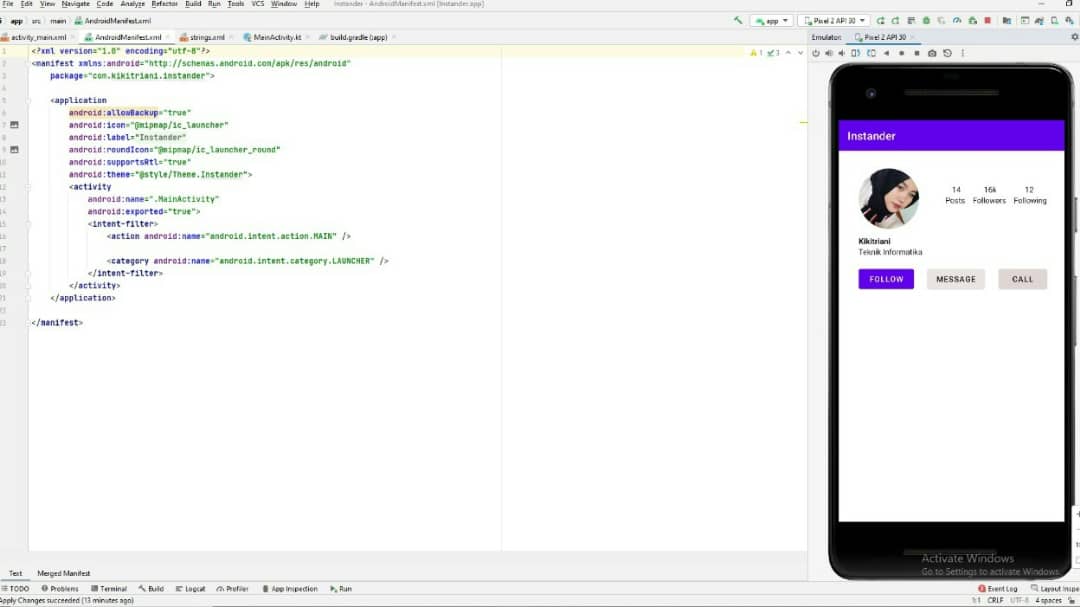 File Edit View Navigate Code Analyze Refactor Build Run Tools VCS Window Help Instander - AndroidManifest.xml [Instander.app]
app src main AndroidManifest.xml
app Pixel 2 API 30
activity_main.xml AndroidManifest.xml strings.xml MainActivity.kt build.gradle (:app)
Emulator: Pixel 2 API 30
<?xml version="1.0" encoding="utf-8"?>
<manifest xmlns:android="http://schemas.android.com/apk/res/android"
package="com.kikitriani.instander">
<application
android:allowBackup="true"
android:icon="@mipmap/ic_launcher"
android:label="Instander"
android:roundIcon="@mipmap/ic_launcher_round"
android:supportsRtl="true"
android:theme="@style/Theme.Instander">
<activity
android:name=".MainActivity"
android:exported="true">
<intent-filter>
<action android:name="android.intent.action.MAIN" />
<category android:name="android.intent.category.LAUNCHER" />
</intent-filter>
</activity>
</application>
</manifest>
Instander
14 16k 12
Posts Followers Following
Kikitriani
Teknik Informatika
FOLLOW MESSAGE CALL
Activate Windows
Go to Settings to activate Windows.
Text Merged Manifest
TODO Problems Terminal Build Logcat Profiler App Inspection Run Event Log Layout Inspe
Apply Changes succeeded (13 minutes ago) 1:1 CRLF UTF-8 4 spaces